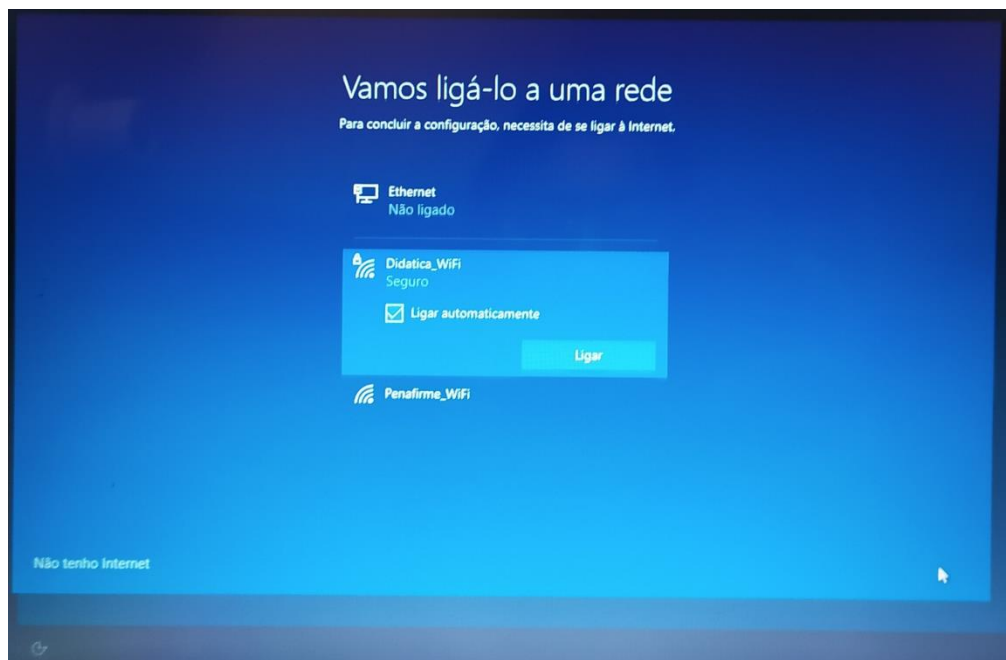 Vamos ligá-lo a uma rede
Para concluir a configuração, necessita de se ligar à Internet.
Ethernet
Não ligado
Didatica_WiFi
Seguro
Ligar automaticamente
Ligar
Penafirme_WiFi
Não tenho Internet